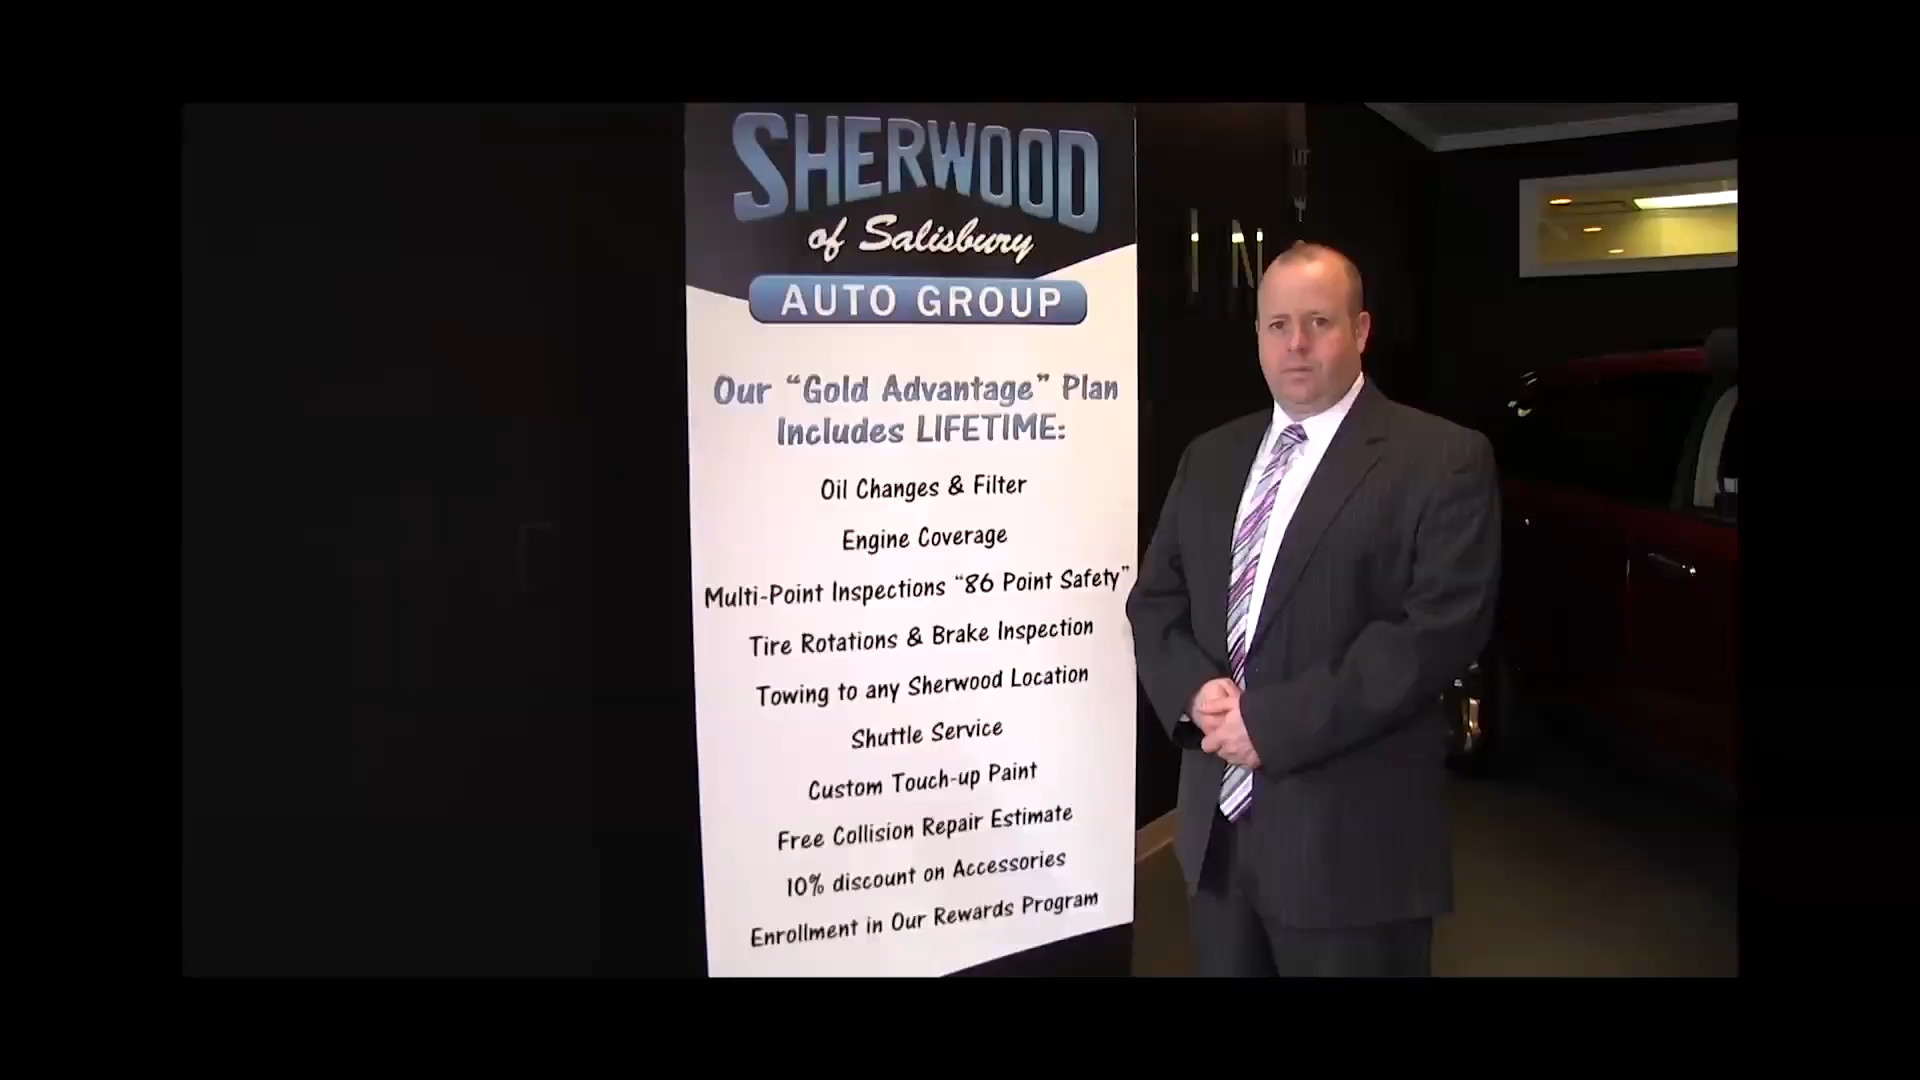 SHERWOOD
of Salisbury
AUTO GROUP
Our “Gold Advantage” Plan
Includes LIFETIME:
Oil Changes & Filter
Engine Coverage
Multi-Point Inspections “86 Point Safety”
Tire Rotations & Brake Inspection
Towing to any Sherwood Location
Shuttle Service
Custom Touch-up Paint
Free Collision Repair Estimate
10% discount on Accessories
Enrollment in Our Rewards Program